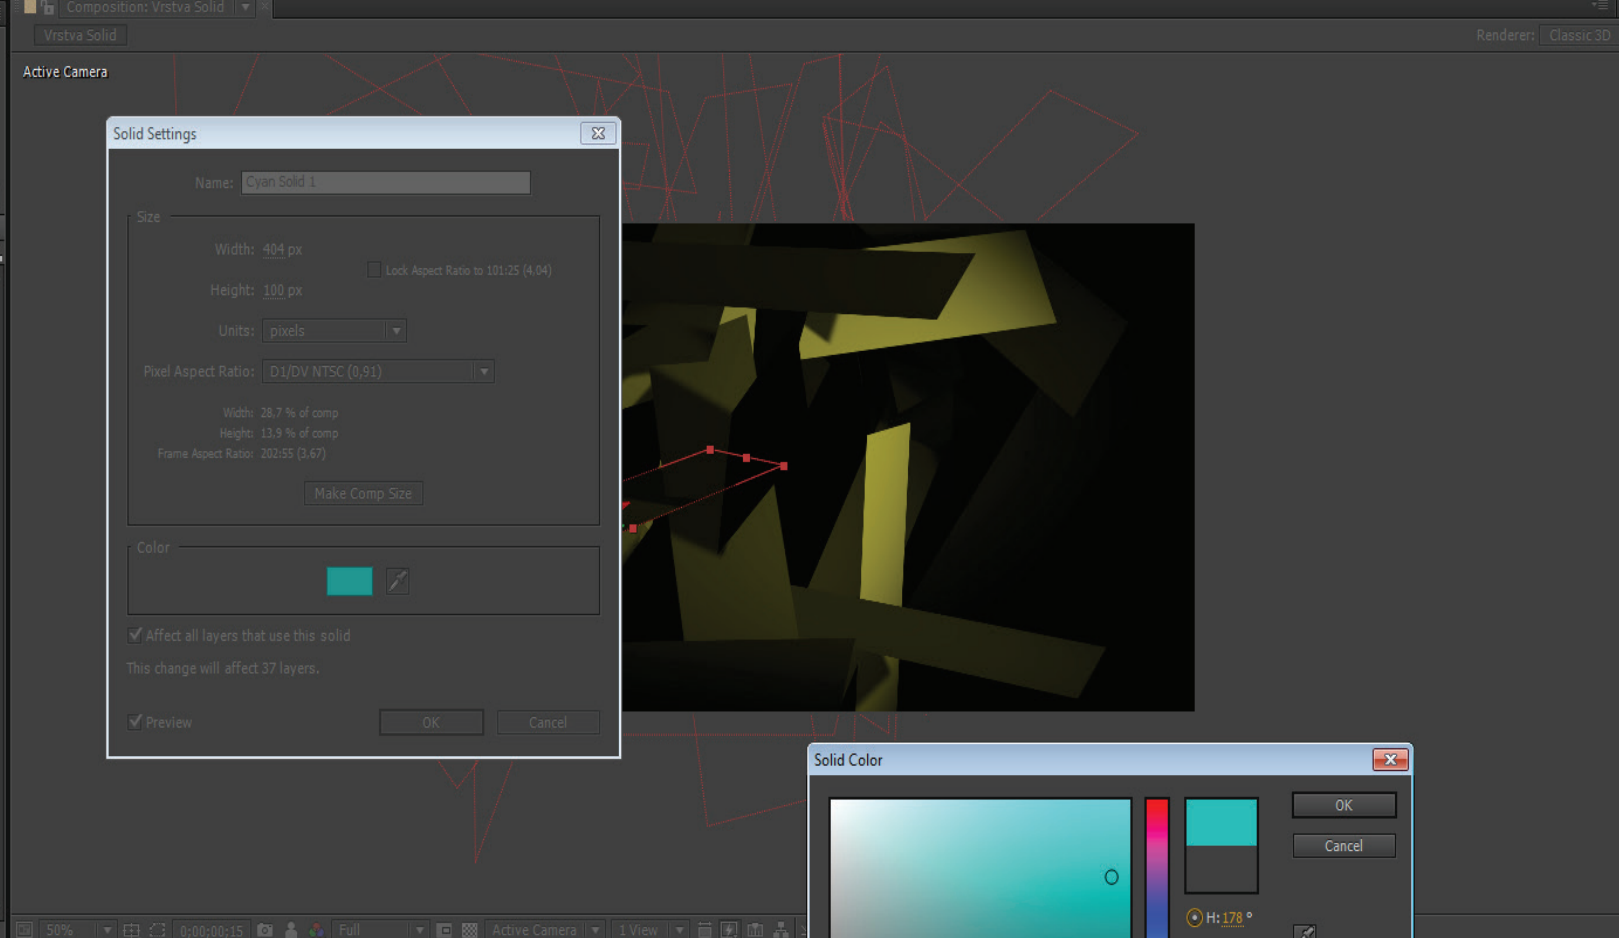 Composition: Vrstva Solid
Vrstva Solid
Renderer: Classic 3D
Active Camera
Solid Settings
Name: Cyan Solid 1
Size
Width: 404 px
Lock Aspect Ratio to 101:25 (4,04)
Height: 100 px
Units: pixels
Pixel Aspect Ratio: D1/DV NTSC (0,91)
Width: 28,7 % of comp
Height: 13,9 % of comp
Frame Aspect Ratio: 202:55 (3,67)
Make Comp Size
Color
Affect all layers that use this solid
This change will affect 37 layers.
Preview
OK
Cancel
Solid Color
OK
Cancel
H: 178 °
50%
0:00:00:15
Full
Active Camera
1 View